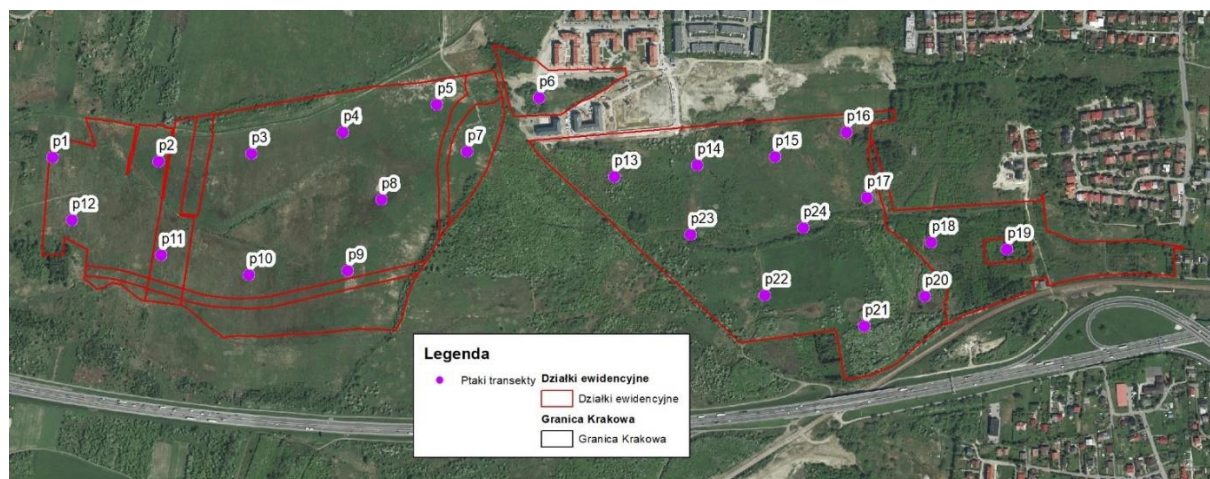 p5
p6
p16
p4
p3
p7
p15
p14
p1
p2
p13
p8
p17
p12
p24
p23
p18
p19
p11
p9
p10
p22
p20
p21
Legenda
Ptaki transekty
Działki ewidencyjne
Działki ewidencyjne
Granica Krakowa
Granica Krakowa